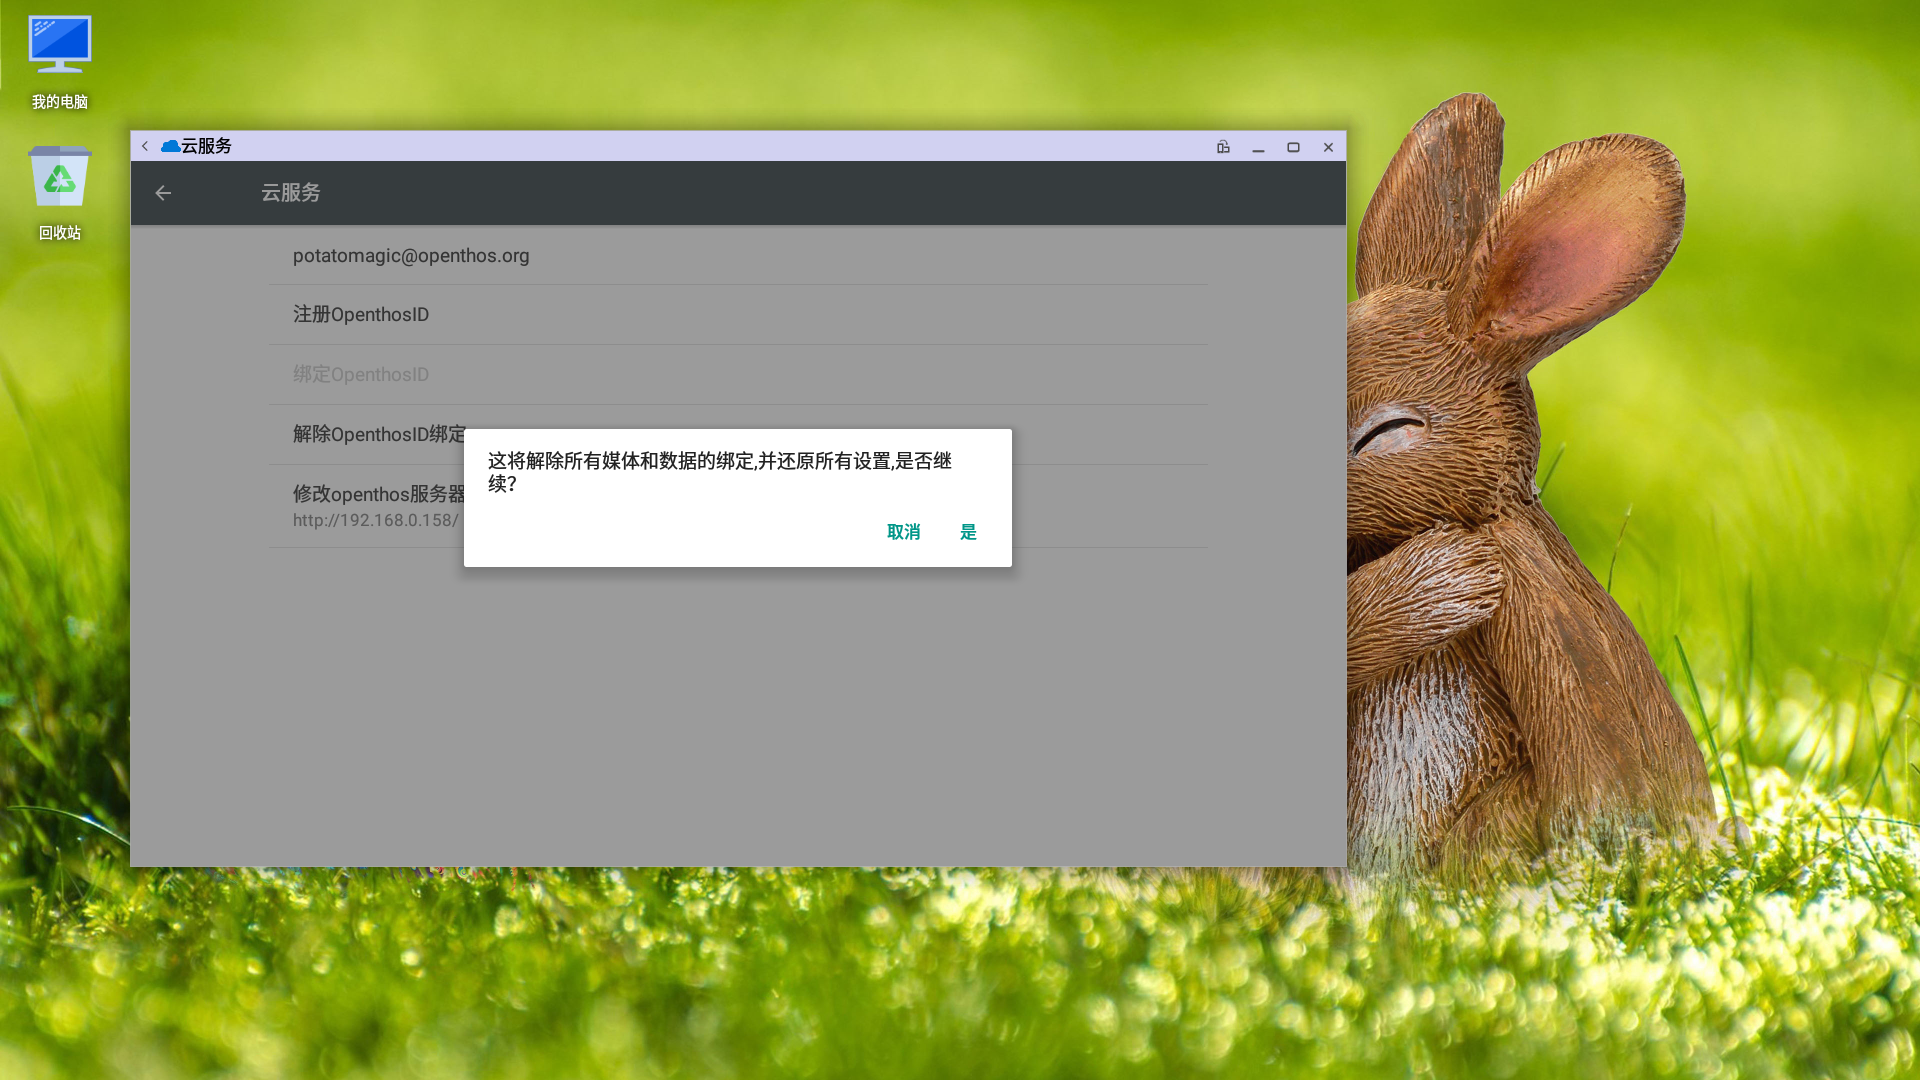 我的电脑
回收站
云服务
云服务
potatomagic@openthos.org
注册OpenthosID
绑定OpenthosID
解除OpenthosID绑定
修改openthos服务器
http://192.168.0.158/
这将解除所有媒体和数据的绑定,并还原所有设置,是否继
续?
取消 是